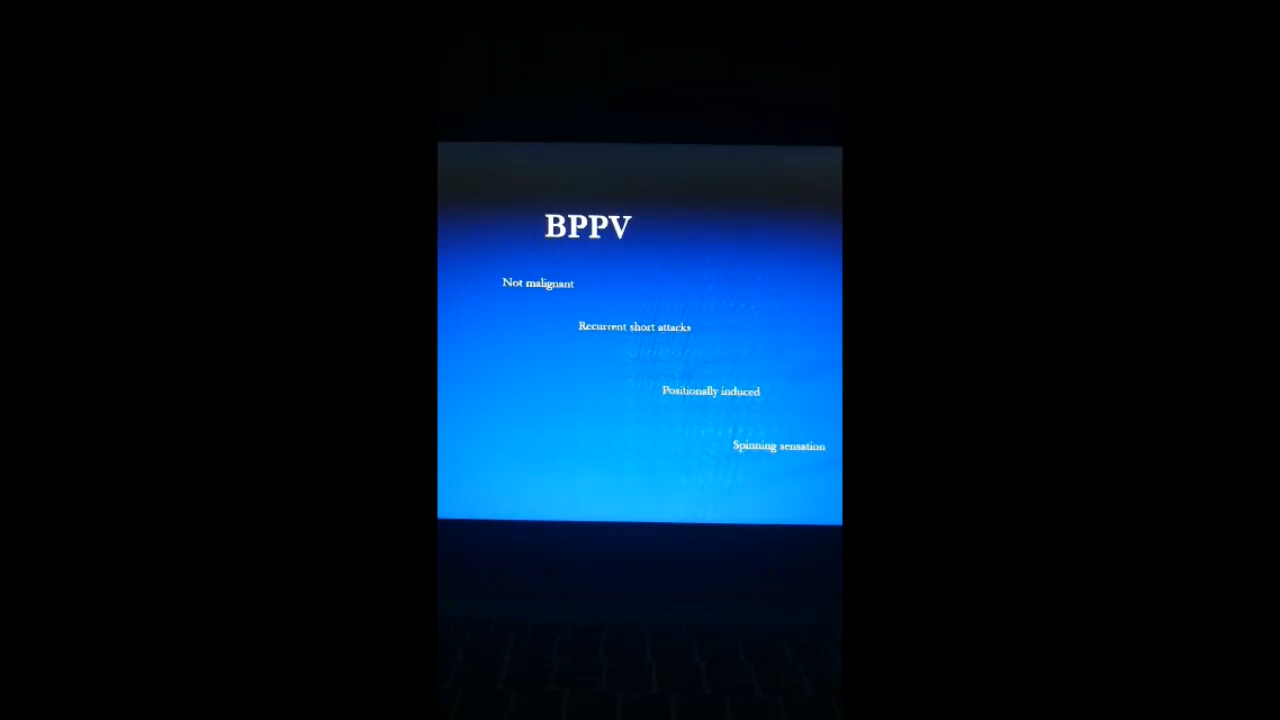 BPPV
Not malignant
Recurrent short attacks
Positionally induced
Spinning sensation